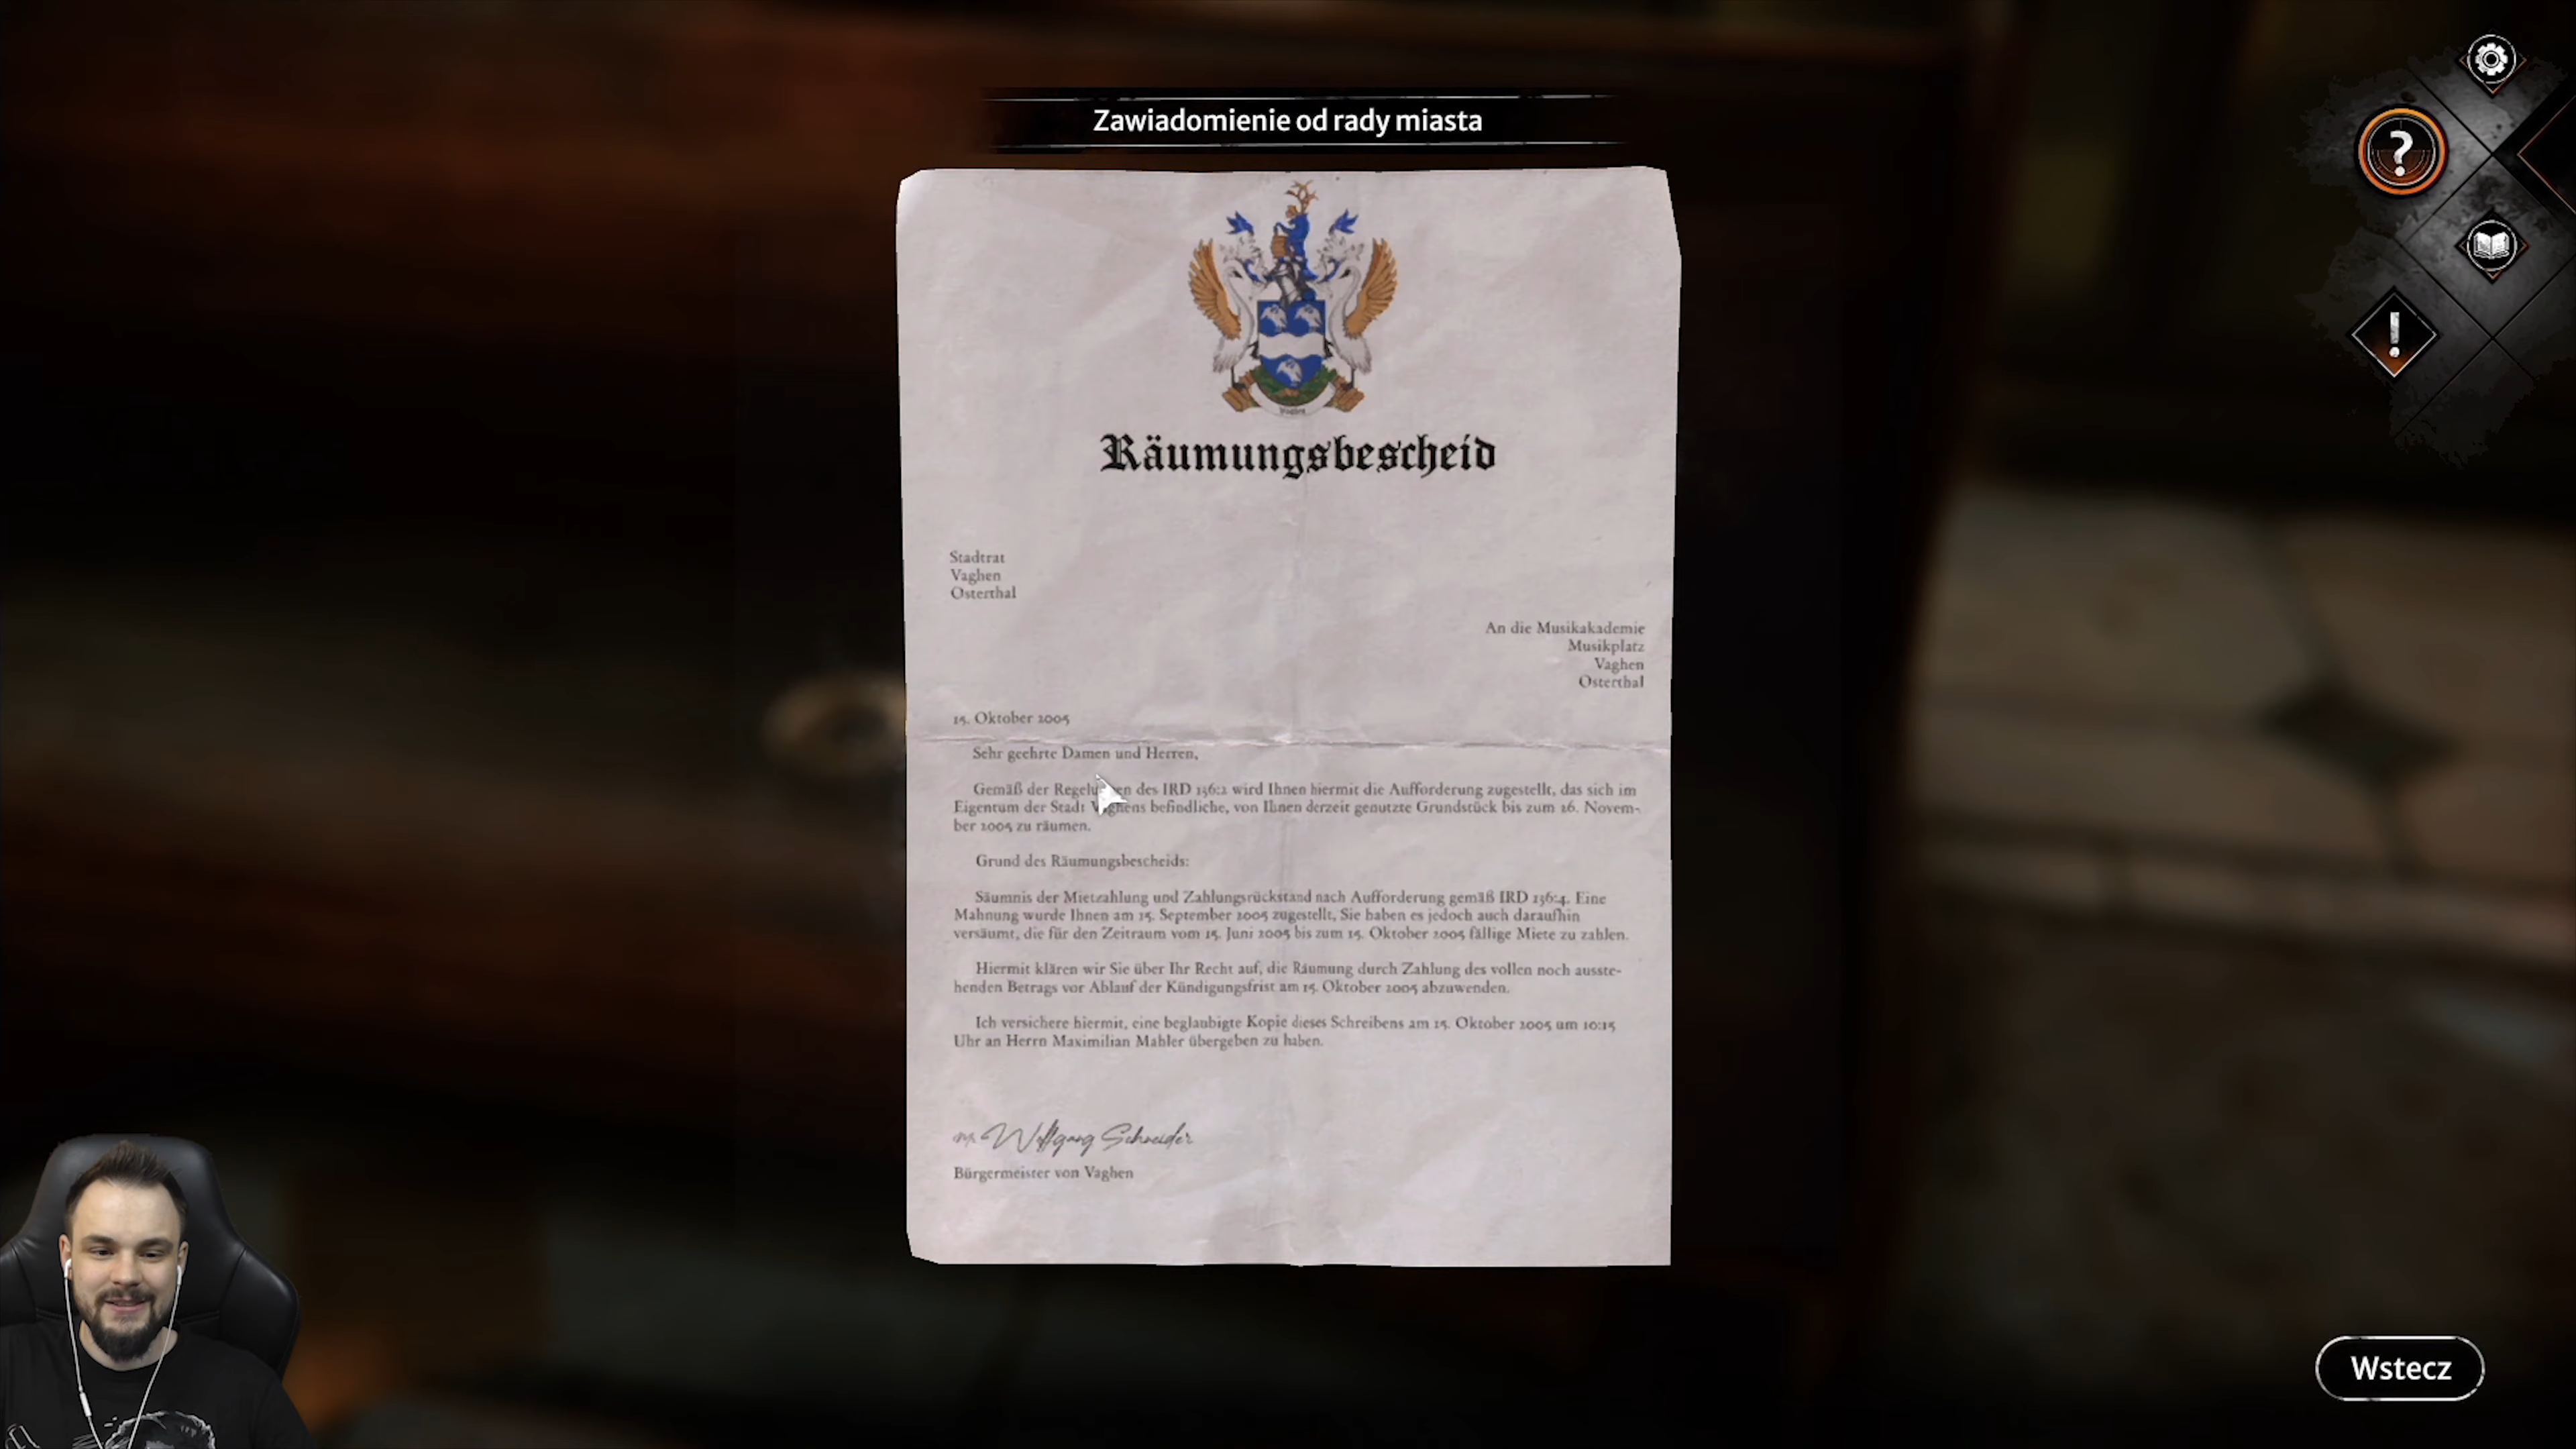 Zawiadomienie od rady miasta
Räumungsbescheid
Stadtrat
Vaghen
Osterthal
An die Musikakademie
Musikplatz
Vaghen
Osterthal
15. Oktober 2005
Sehr geehrte Damen und Herren,
Gemäß der des IRD 136:2 wird Ihnen hiermit die Aufforderung zugestellt, das sich im
Eigentum der Stadt Vaghens befindliche, von Ihnen derzeit genutzte Grundstück bis zum 26. Novem-
ber 2005 zu räumen.
Grund des Räumungsbescheids:
Säumnis der Mietzahlung und Zahlungsrückstand nach Aufforderung gemäß IRD 136:4. Eine
Mahnung wurde Ihnen am 15. September 2005 zugestellt, Sie haben es jedoch auch daraufhin
versäumt, die für den Zeitraum vom 15. Juni 2005 bis zum 15. Oktober 2005 fällige Miete zu zahlen.
Hiermit klären wir Sie über Ihr Recht auf, die Räumung durch Zahlung des vollen noch ausste-
henden Betrags vor Ablauf der Kündigungsfrist am 15. Oktober 2005 abzuwenden.
Ich versichere hiermit, eine beglaubigte Kopie dieses Schreibens am 15. Oktober 2005 um 10:15
Uhr an Herrn Maximilian Mahler übergeben zu haben.
Wolfgang Schneider
Bürgermeister von Vaghen
Wstecz